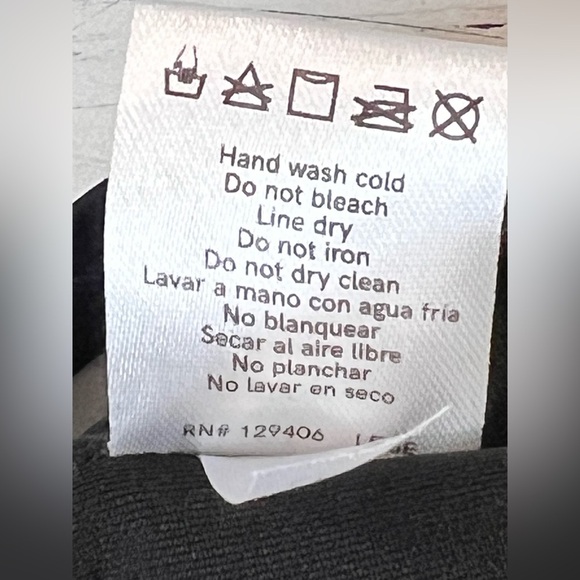 Hand wash cold
Do not bleach
Line dry
Do not iron
Do not dry clean
Lavar a mano con agua fría
No blanquear
Secar al aire libre
No planchar
No lavar en seco
RN# 129406